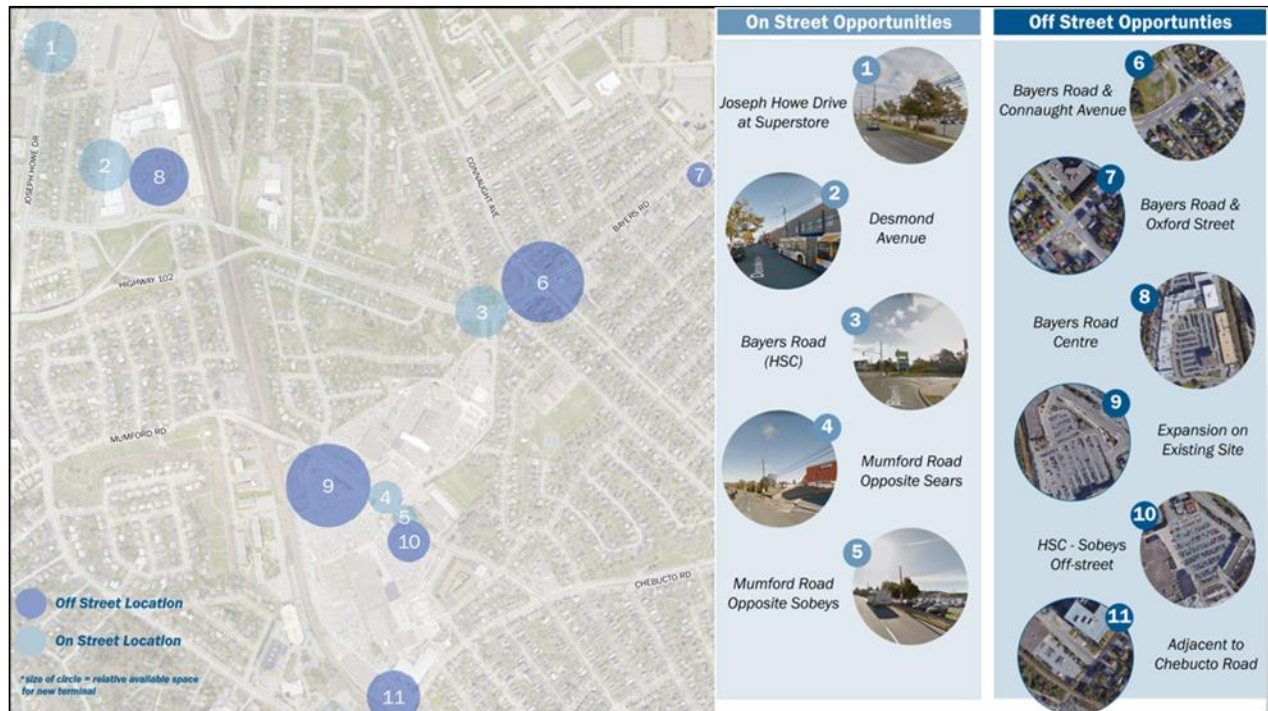 1
JOSEPH HOWE DR
2
8
HIGHWAY 102
CONNAUGHT AVE
BAYERS RD
7
6
3
MUMFORD RD
9
4
5
10
CHEBUCTO RD
11
Off Street Location
On Street Location
*size of circle = relative available space
for new terminal
On Street Opportunities
1
Joseph Howe Drive
at Superstore
2
Desmond
Avenue
3
Bayers Road
(HSC)
4
Mumford Road
Opposite Sears
5
Mumford Road
Opposite Sobeys
Off Street Opportunties
6
Bayers Road &
Connaught Avenue
7
Bayers Road &
Oxford Street
8
Bayers Road
Centre
9
Expansion on
Existing Site
10
HSC - Sobeys
Off-street
11
Adjacent to
Chebucto Road